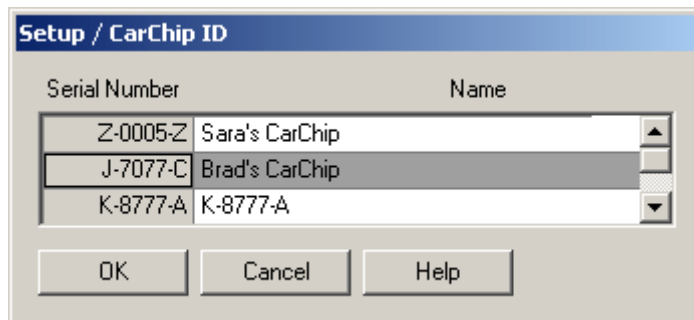 Setup / CarChip ID
Serial Number Name
Z-0005-Z Sara's CarChip
J-7077-C Brad's CarChip
K-8777-A K-8777-A
OK Cancel Help